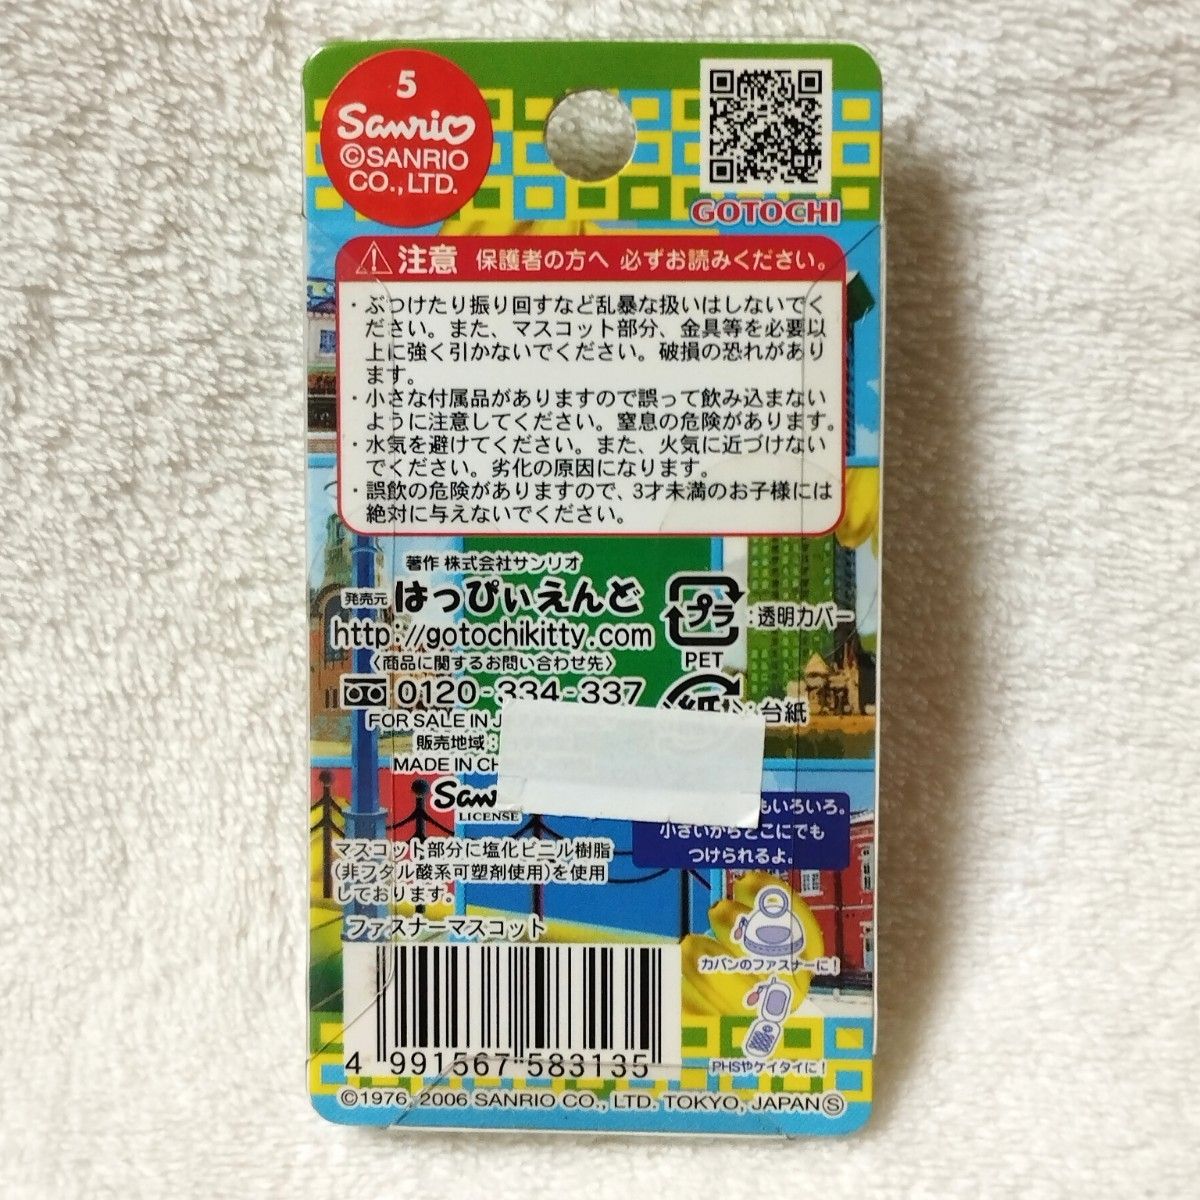 5
Sanrio
©SANRIO
CO., LTD.
GOTOCHI
注意 保護者の方へ 必ずお読みください。
・ぶつけたり振り回すなど乱暴な扱いはしないでく
ださい。また、マスコット部分、金具等を必要以
上に強く引かないでください。破損の恐れがあり
ます。
・小さな付属品がありますので誤って飲み込まない
ように注意してください。窒息の危険があります。
・水気を避けてください。また、火気に近づけない
でください。劣化の原因になります。
・誤飲の危険がありますので、3才未満のお子様には
絶対に与えないでください。
著作 株式会社サンリオ
発売元 はっぴぃえんど
http://gotochikitty.com
〈商品に関するお問い合わせ先〉
0120-334-337
FOR SALE IN
販売地域
MADE IN
LICENSE
プラ :透明カバー
PET
紙 :台紙
もいろいろ。
小さいからどこにでも
つけられるよ。
マスコット部分に塩化ビニル樹脂
(非フタル酸系可塑剤使用)を使用
しております。
ファスナーマスコット
カバンのファスナーに!
PHSやケイタイに!
4 991567 583135
©1976, 2006 SANRIO CO., LTD. TOKYO, JAPAN Ⓢ